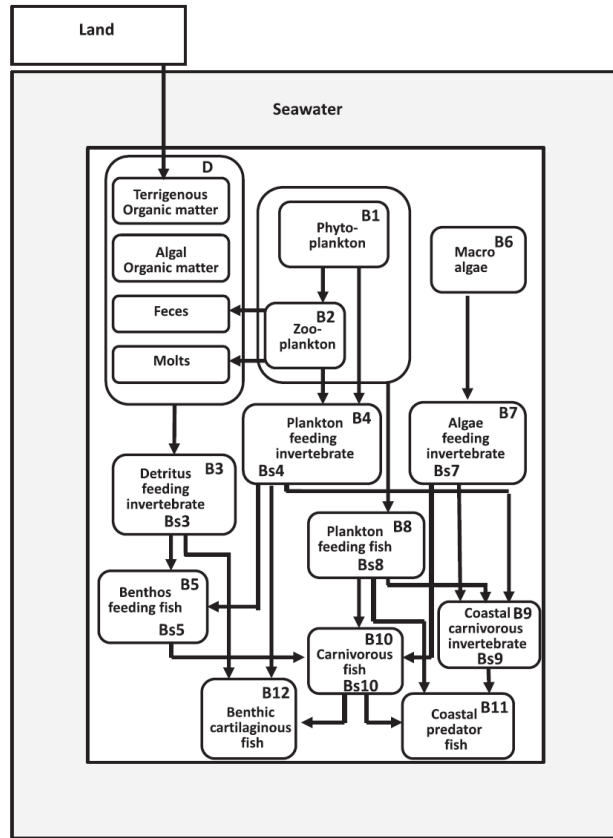 Land
Seawater
D
Terrigenous
Organic matter
Algal
Organic matter
Feces
Molts
B1
Phyto-
plankton
B2
Zoo-
plankton
B6
Macro
algae
B4
Plankton
feeding
invertebrate
Bs4
B7
Algae
feeding
invertebrate
Bs7
B3
Detritus
feeding
invertebrate
Bs3
B8
Plankton
feeding fish
Bs8
B5
Benthos
feeding fish
Bs5
B9
Coastal
carnivorous
invertebrate
Bs9
B10
Carnivorous
fish
Bs10
B12
Benthic
cartilaginous
fish
B11
Coastal
predator
fish